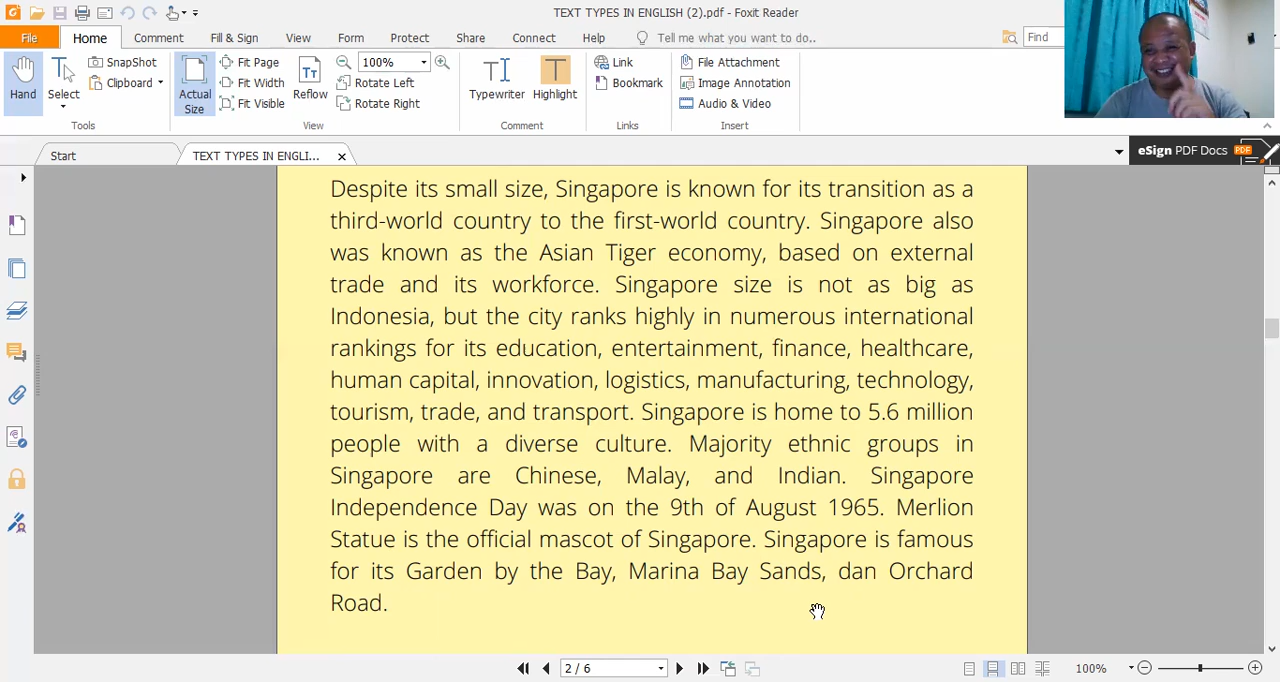 TEXT TYPES IN ENGLISH (2).pdf - Foxit Reader
File Home Comment Fill & Sign View Form Protect Share Connect Help Tell me what you want to do.. Find
Hand
Select
SnapShot
Clipboard
Actual
Size
Fit Page
Fit Width
Fit Visible
Reflow
100%
Rotate Left
Rotate Right
Typewriter
Highlight
Link
Bookmark
File Attachment
Image Annotation
Audio & Video
Tools View Comment Links Insert
Start TEXT TYPES IN ENGLI... eSign PDF Docs PDF
Despite its small size, Singapore is known for its transition as a
third-world country to the first-world country. Singapore also
was known as the Asian Tiger economy, based on external
trade and its workforce. Singapore size is not as big as
Indonesia, but the city ranks highly in numerous international
rankings for its education, entertainment, finance, healthcare,
human capital, innovation, logistics, manufacturing, technology,
tourism, trade, and transport. Singapore is home to 5.6 million
people with a diverse culture. Majority ethnic groups in
Singapore are Chinese, Malay, and Indian. Singapore
Independence Day was on the 9th of August 1965. Merlion
Statue is the official mascot of Singapore. Singapore is famous
for its Garden by the Bay, Marina Bay Sands, dan Orchard
Road.
2 / 6 100%